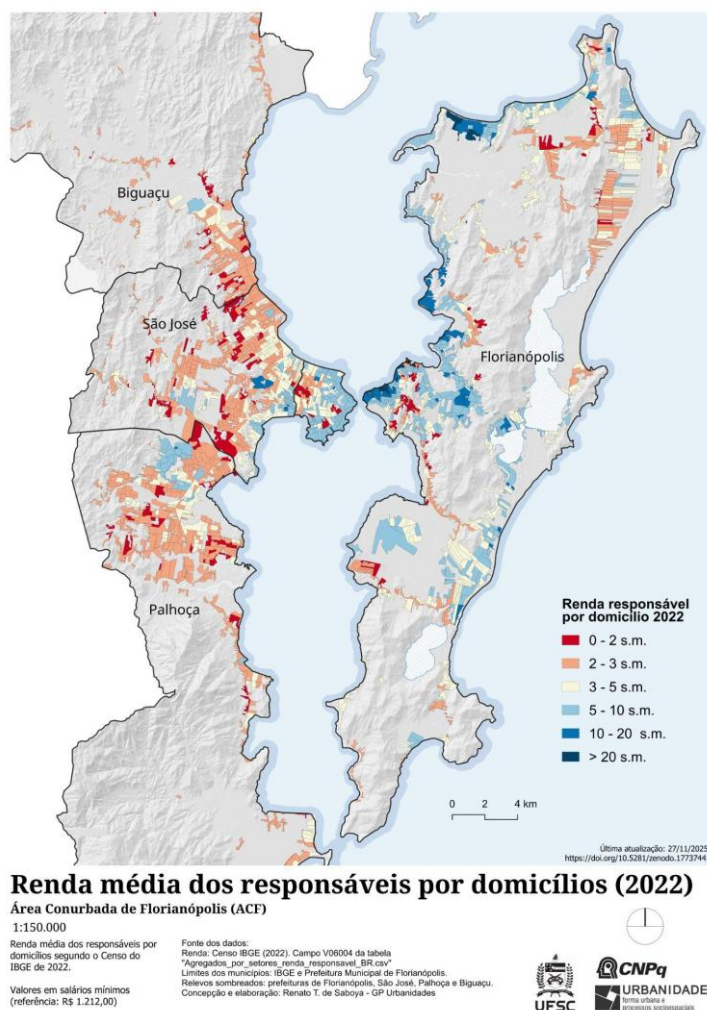 Biguaçu
São José
Florianópolis
Palhoça
Renda responsável
por domicílio 2022
0 - 2 s.m.
2 - 3 s.m.
3 - 5 s.m.
5 - 10 s.m.
10 - 20 s.m.
> 20 s.m.
0 2 4 km
Última atualização: 27/11/2025
https://doi.org/10.5281/zenodo.1773744
Renda média dos responsáveis por domicílios (2022)
Área Conurbada de Florianópolis (ACF)
1:150.000
Renda média dos responsáveis por
domicílios segundo o Censo do
IBGE de 2022.
Valores em salários mínimos
(referência: R$ 1.212,00)
Fonte dos dados:
Renda: Censo IBGE (2022). Campo V06004 da tabela
"Agregados_por_setores_renda_responsavel_BR.csv"
Limites dos municípios: IBGE e Prefeitura Municipal de Florianópolis.
Relevos sombreados: prefeituras de Florianópolis, São José, Palhoça e Biguaçu.
Concepção e elaboração: Renato T. de Saboya - GP Urbanidades
UFSC
CNPq
URBANIDADE
forma urbana e
processos socioespaciais